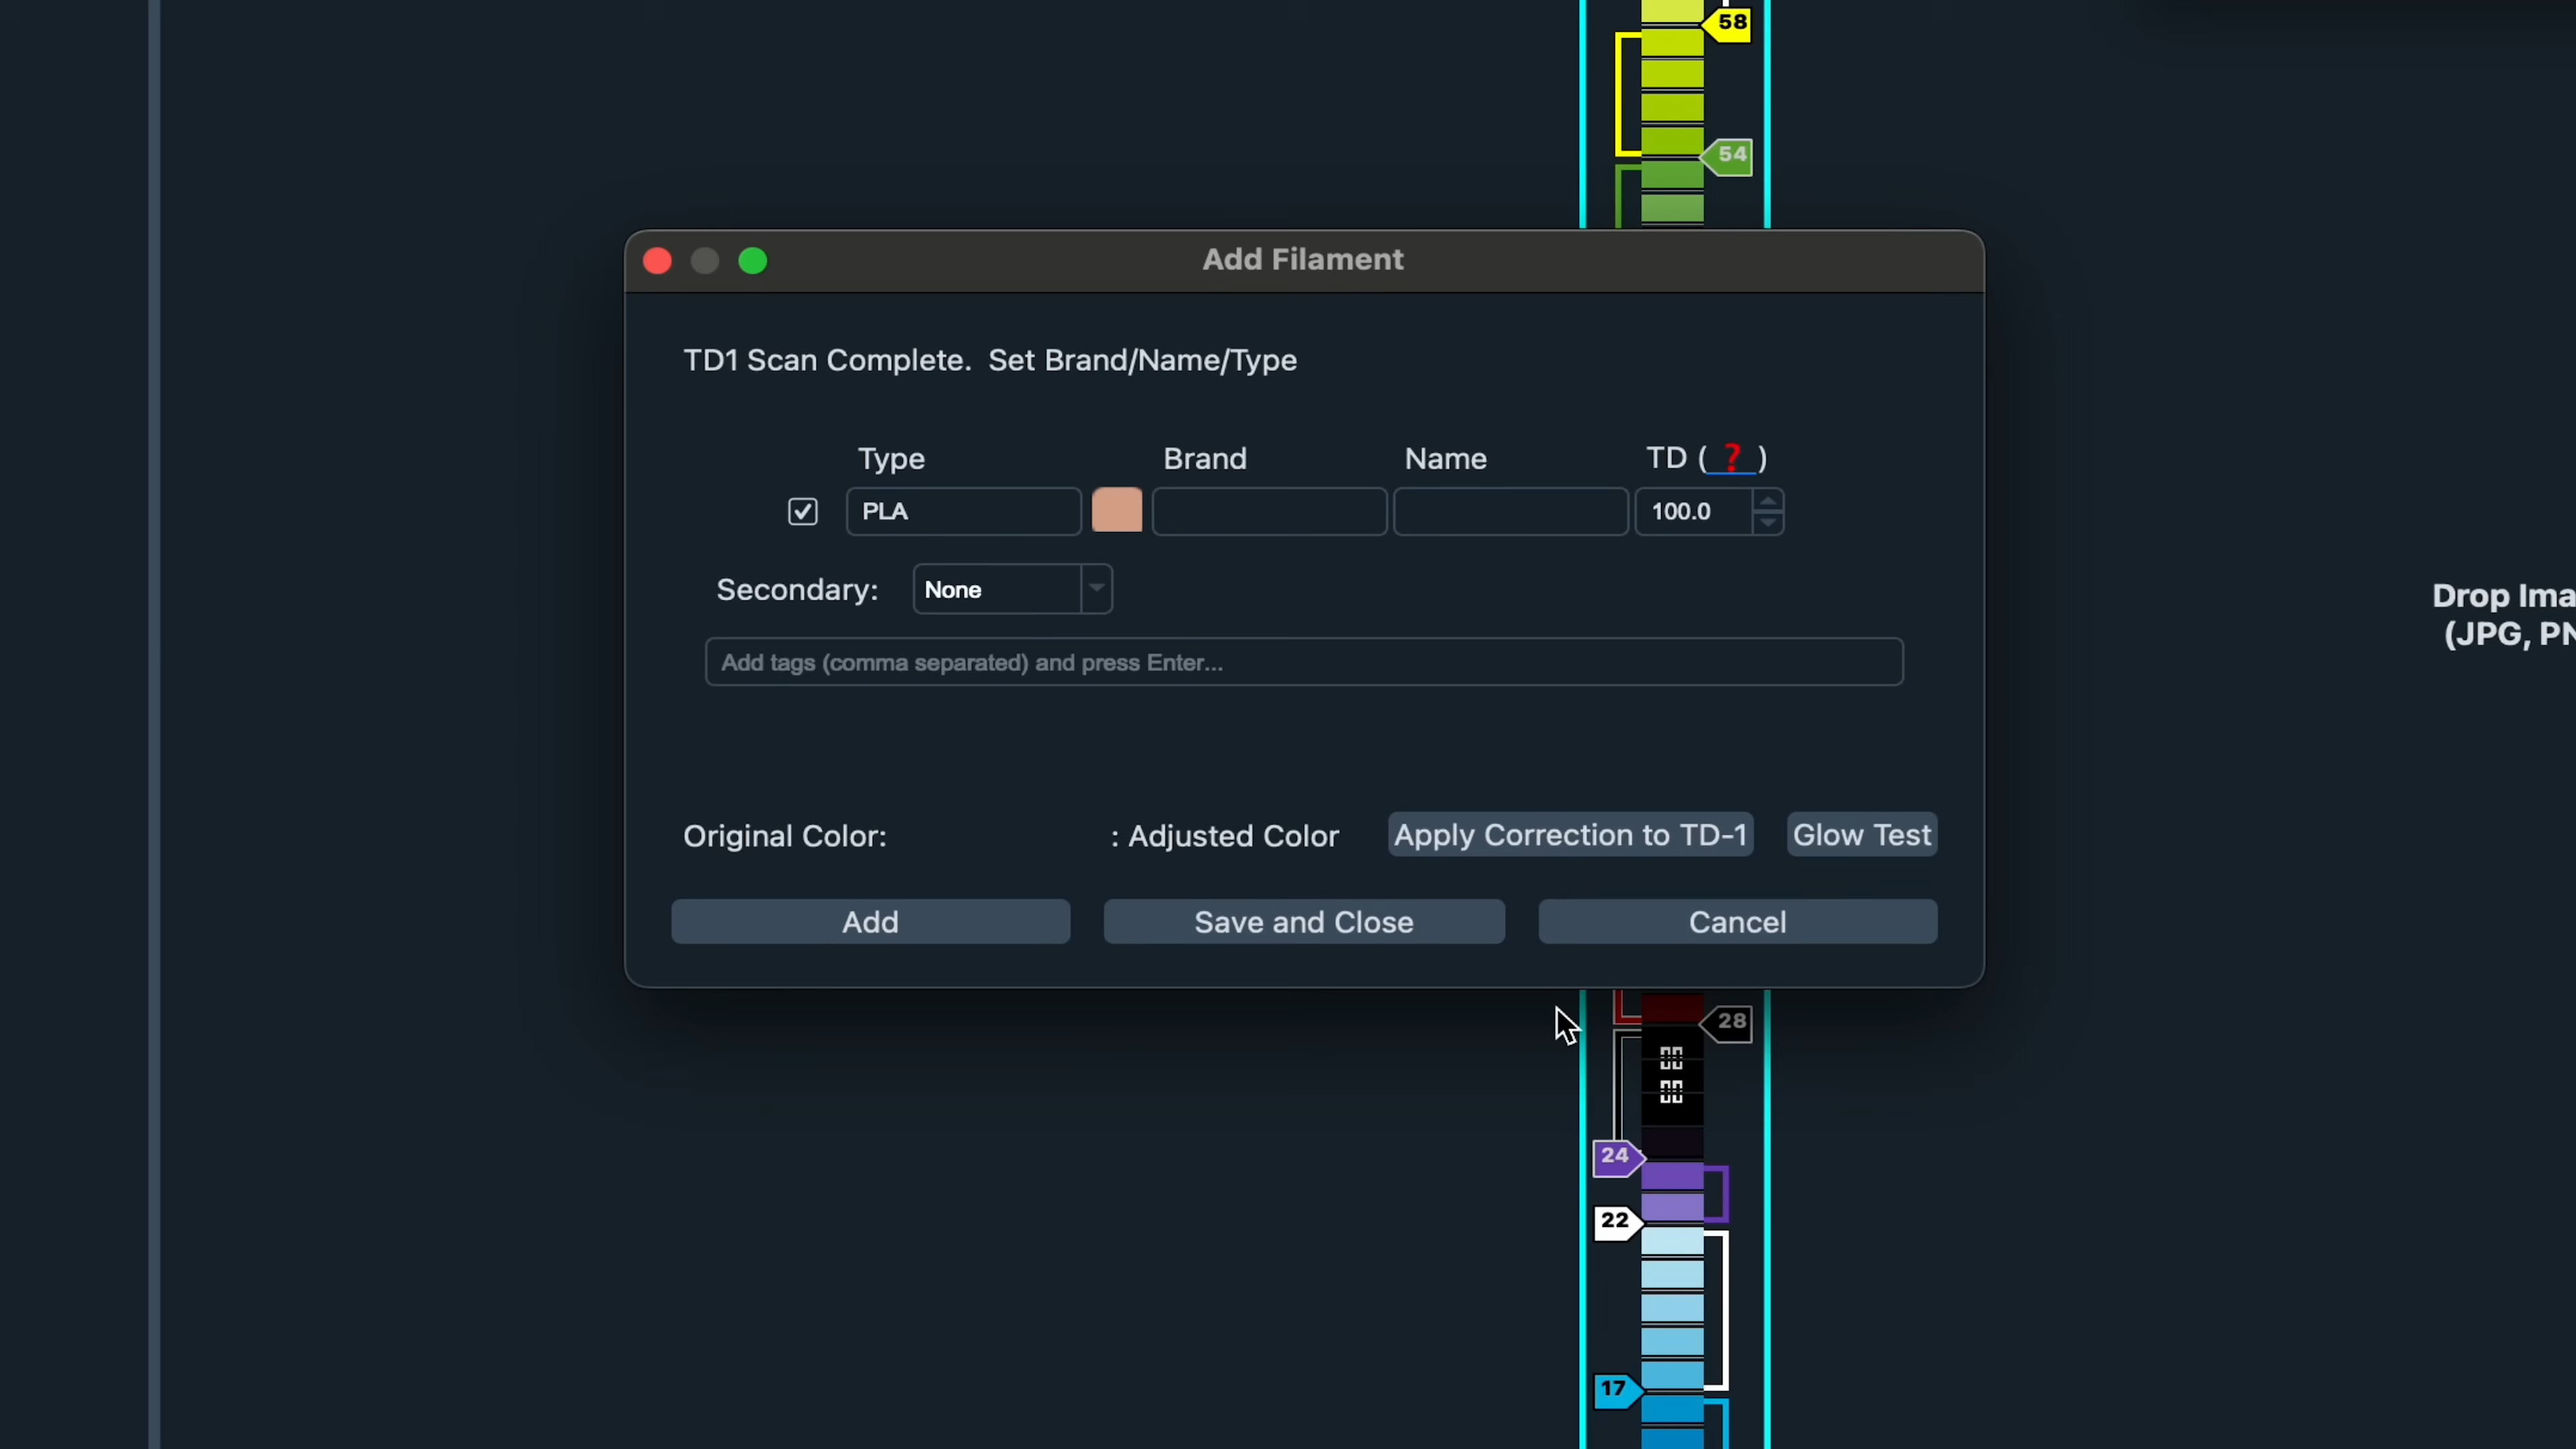 58
54
Add Filament
TD1 Scan Complete. Set Brand/Name/Type
Type Brand Name TD ( ? )
PLA 100.0
Secondary: None
Add tags (comma separated) and press Enter...
Drop Ima
(JPG, PN
Original Color: : Adjusted Color Apply Correction to TD-1 Glow Test
Add Save and Close Cancel
28
24
22
17